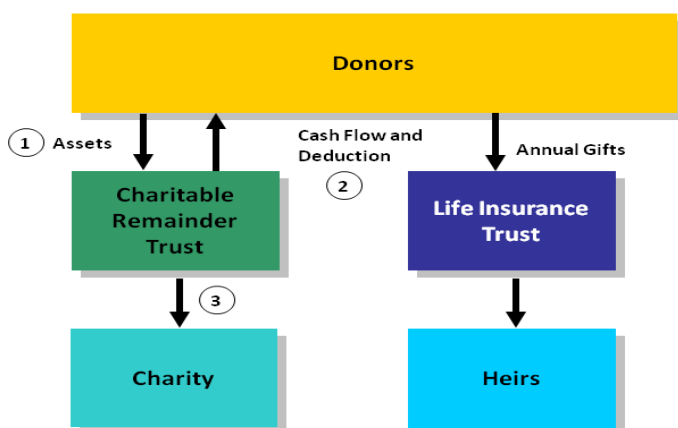 Donors
1 Assets
Cash Flow and
Deduction
2
Annual Gifts
Charitable
Remainder
Trust
Life Insurance
Trust
3
Charity
Heirs